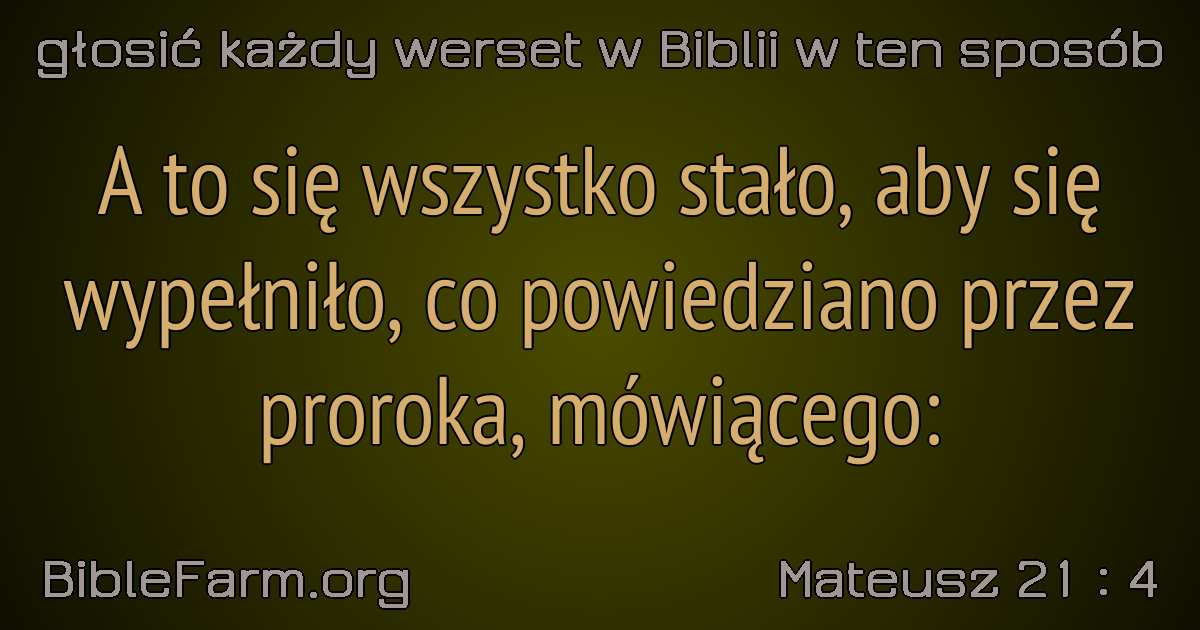 głosić każdy werset w Biblii w ten sposób
A to się wszystko stało, aby się
wypełniło, co powiedziano przez
proroka, mówiącego:
BibleFarm.org
Mateusz 21 : 4